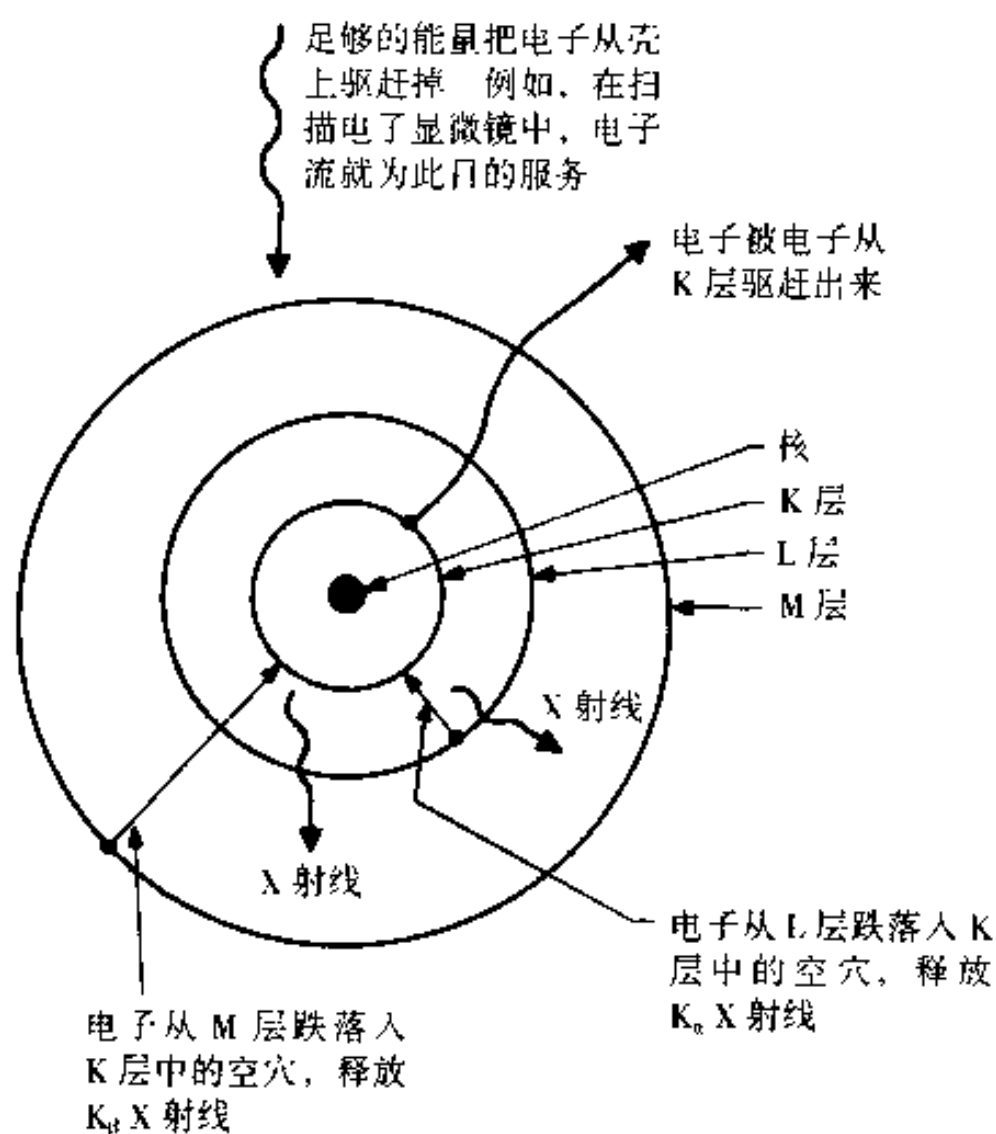 足够的能量把电子从壳
上驱赶掉 例如，在扫
描电了显微镜中，电子
流就为此目的服务
电子被电子从
K 层驱赶出来
核
K 层
L 层
M 层
X 射线
X 射线
电子从 L 层跌落入 K
层中的空穴，释放
Kα X 射线
电子从 M 层跌落入
K 层中的空穴，释放
Kβ X 射线